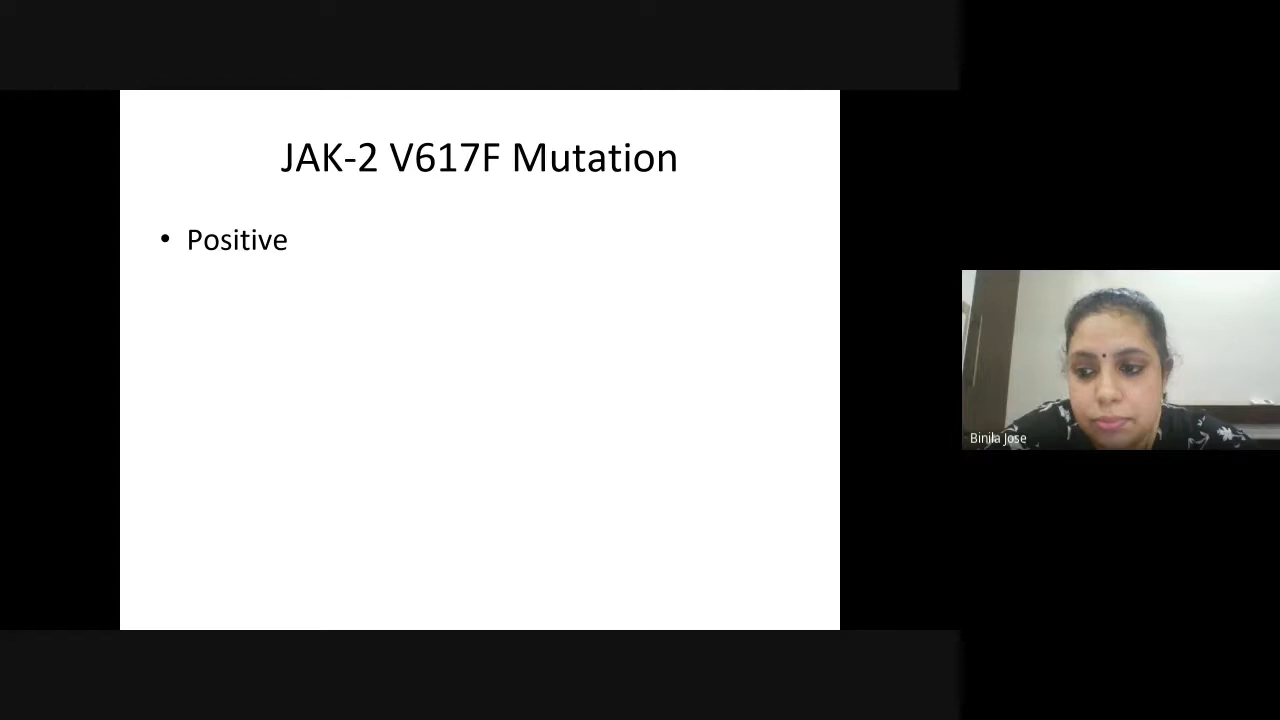 JAK-2 V617F Mutation
• Positive
Binila Jose